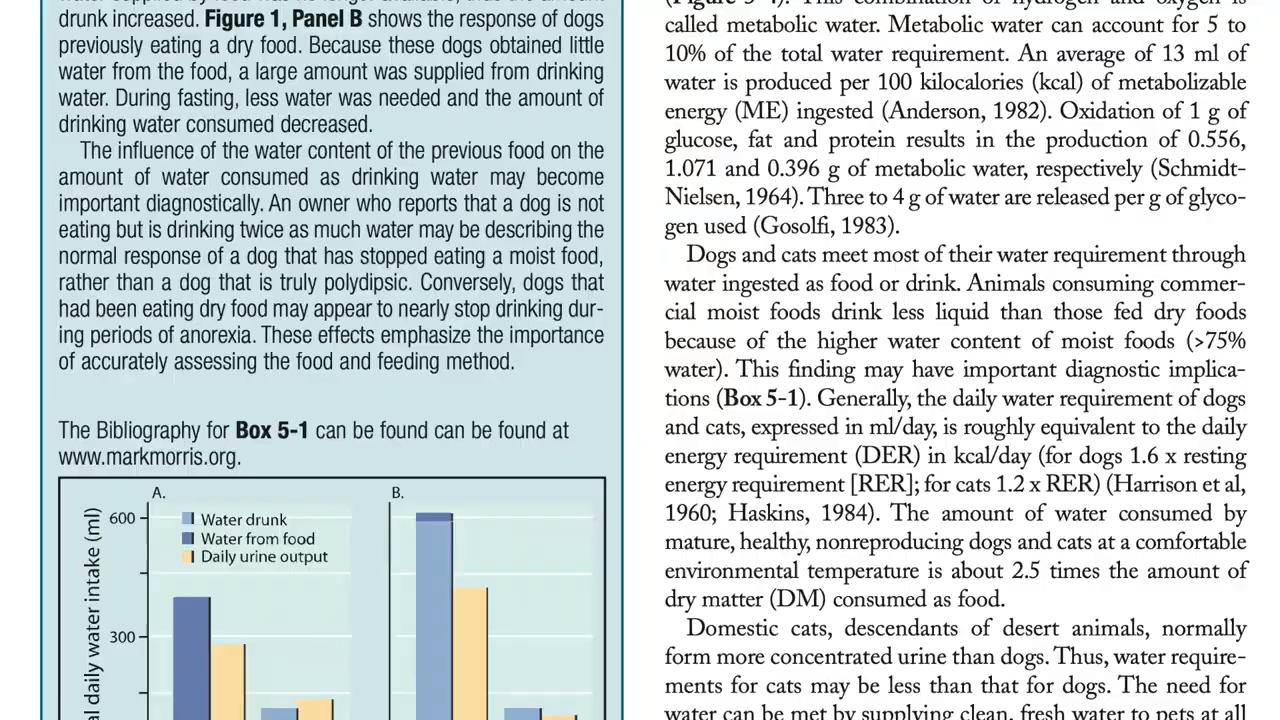 drunk increased. Figure 1, Panel B shows the response of dogs
previously eating a dry food. Because these dogs obtained little
water from the food, a large amount was supplied from drinking
water. During fasting, less water was needed and the amount of
drinking water consumed decreased.
The influence of the water content of the previous food on the
amount of water consumed as drinking water may become
important diagnostically. An owner who reports that a dog is not
eating but is drinking twice as much water may be describing the
normal response of a dog that has stopped eating a moist food,
rather than a dog that is truly polydipsic. Conversely, dogs that
had been eating dry food may appear to nearly stop drinking dur-
ing periods of anorexia. These effects emphasize the importance
of accurately assessing the food and feeding method.
The Bibliography for Box 5-1 can be found can be found at
www.markmorris.org.
A.
B.
600
300
al daily water intake (ml)
Water drunk
Water from food
Daily urine output
called metabolic water. Metabolic water can account for 5 to
10% of the total water requirement. An average of 13 ml of
water is produced per 100 kilocalories (kcal) of metabolizable
energy (ME) ingested (Anderson, 1982). Oxidation of 1 g of
glucose, fat and protein results in the production of 0.556,
1.071 and 0.396 g of metabolic water, respectively (Schmidt-
Nielsen, 1964). Three to 4 g of water are released per g of glyco-
gen used (Gosolfi, 1983).
Dogs and cats meet most of their water requirement through
water ingested as food or drink. Animals consuming commer-
cial moist foods drink less liquid than those fed dry foods
because of the higher water content of moist foods (>75%
water). This finding may have important diagnostic implica-
tions (Box 5-1). Generally, the daily water requirement of dogs
and cats, expressed in ml/day, is roughly equivalent to the daily
energy requirement (DER) in kcal/day (for dogs 1.6 x resting
energy requirement [RER]; for cats 1.2 x RER) (Harrison et al,
1960; Haskins, 1984). The amount of water consumed by
mature, healthy, nonreproducing dogs and cats at a comfortable
environmental temperature is about 2.5 times the amount of
dry matter (DM) consumed as food.
Domestic cats, descendants of desert animals, normally
form more concentrated urine than dogs. Thus, water require-
ments for cats may be less than that for dogs. The need for
water can be met by supplying clean, fresh water to pets at all